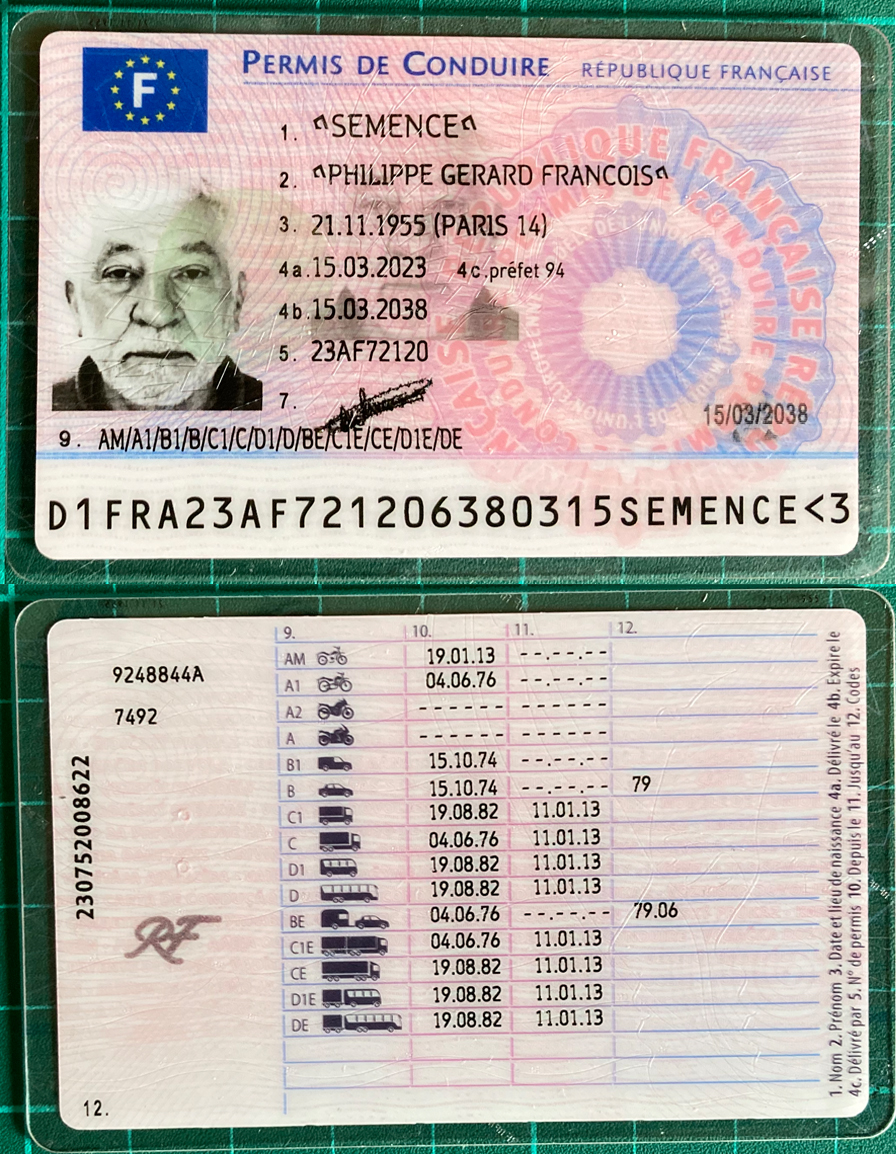 F
PERMIS DE CONDUIRE RÉPUBLIQUE FRANÇAISE
1. "SEMENCE"
2. "PHILIPPE GERARD FRANCOIS"
3. 21.11.1955 (PARIS 14)
4a. 15.03.2023 4c. préfet 94
4b. 15.03.2038
5. 23AF72120
7.
15/03/2038
9. AM/A1/B1/B/C1/C/D1/D/BE/C1E/CE/D1E/DE
D1FRA23AF721206380315SEMENCE<3
9. 10. 11. 12.
9248844A
7492
230752008622
RF
AM 19.01.13 --.--.--
A1 04.06.76 --.--.--
A2 ------ ------
A ------ ------
B1 15.10.74 --.--.--
B 15.10.74 --.--.-- 79
C1 19.08.82 11.01.13
C 04.06.76 11.01.13
D1 19.08.82 11.01.13
D 19.08.82 11.01.13
BE 04.06.76 --.--.-- 79.06
C1E 04.06.76 11.01.13
CE 19.08.82 11.01.13
D1E 19.08.82 11.01.13
DE 19.08.82 11.01.13
12.
1. Nom 2. Prénom 3. Date et lieu de naissance 4a. Délivré le 4b. Expire le
4c. Délivré par 5. N° de permis 10. Depuis le 11. Jusqu'au 12. Codes